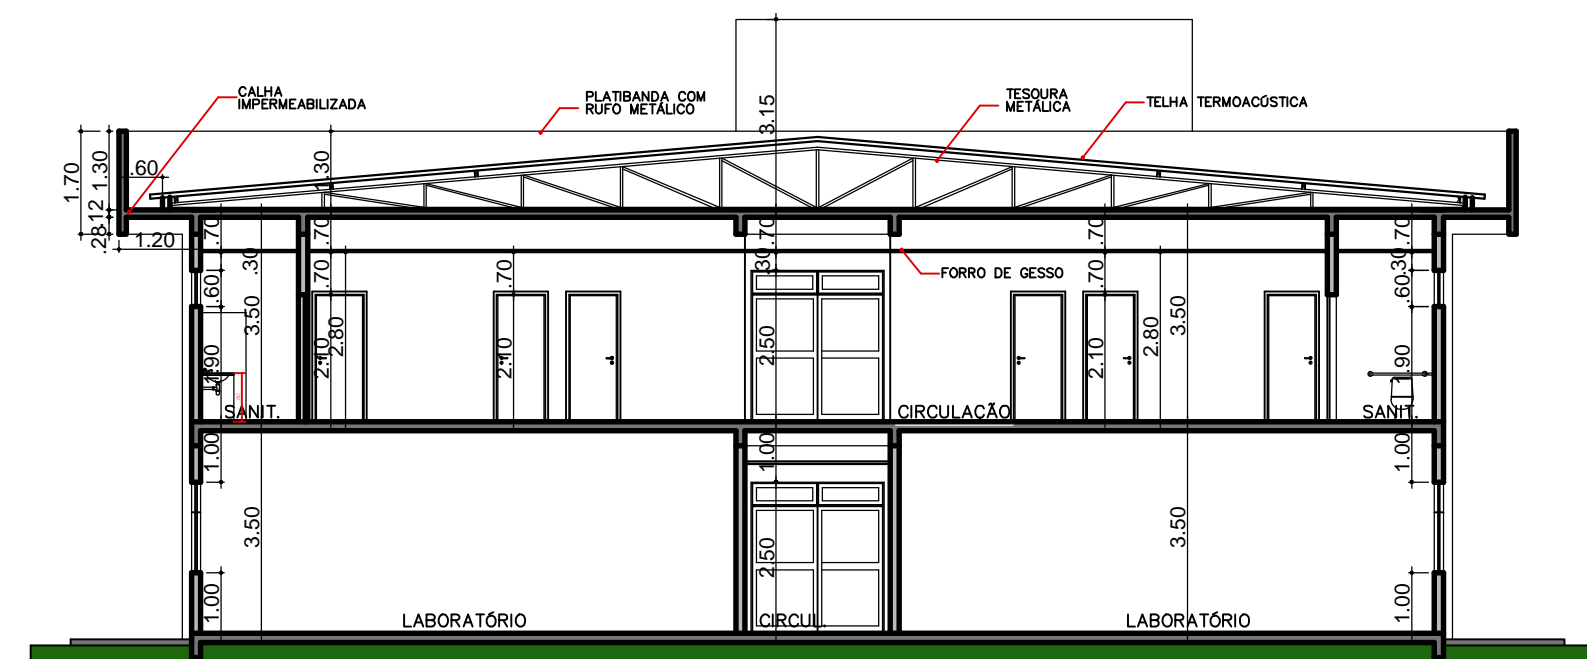 CALHA
IMPERMEABILIZADA
PLATIBANDA COM
RUFO METÁLICO
TESOURA
METÁLICA
TELHA TERMOACÚSTICA
3.15
1.70
1.30
.60
1.30
.12
.28
1.20
.70
.30
.70
.70
.70
.30
.70
.70
.70
.70
.30
FORRO DE GESSO
.60
3.50
2.80
2.10
2.10
2.50
2.10
2.80
3.50
.60
1.90
1.90
SANIT.
CIRCULAÇÃO
SANIT.
1.00
1.00
1.00
3.50
2.50
3.50
1.00
1.00
LABORATÓRIO
CIRCUL.
LABORATÓRIO